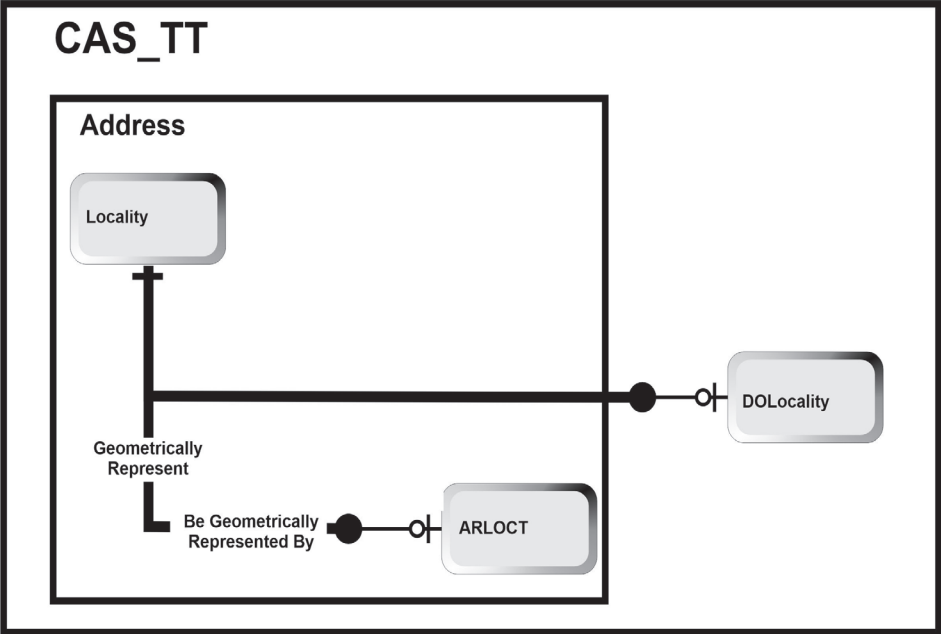 CAS_TT
Address
Locality
DOLocality
Geometrically
Represent
Be Geometrically
Represented By
ARLOCT